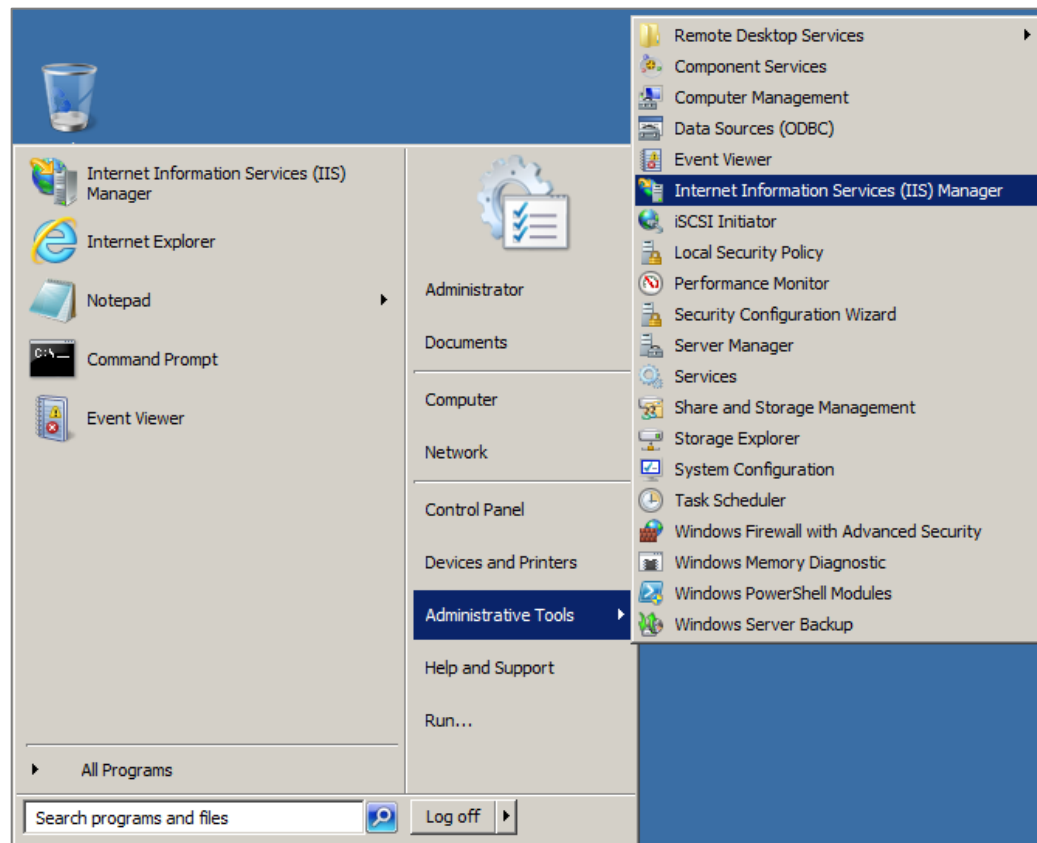 Internet Information Services (IIS)
Manager
Internet Explorer
Notepad
C:\
Command Prompt
Event Viewer
All Programs
Search programs and files
Administrator
Documents
Computer
Network
Control Panel
Devices and Printers
Administrative Tools
Help and Support
Run...
Log off
Remote Desktop Services
Component Services
Computer Management
Data Sources (ODBC)
Event Viewer
Internet Information Services (IIS) Manager
iSCSI Initiator
Local Security Policy
Performance Monitor
Security Configuration Wizard
Server Manager
Services
Share and Storage Management
Storage Explorer
System Configuration
Task Scheduler
Windows Firewall with Advanced Security
Windows Memory Diagnostic
Windows PowerShell Modules
Windows Server Backup